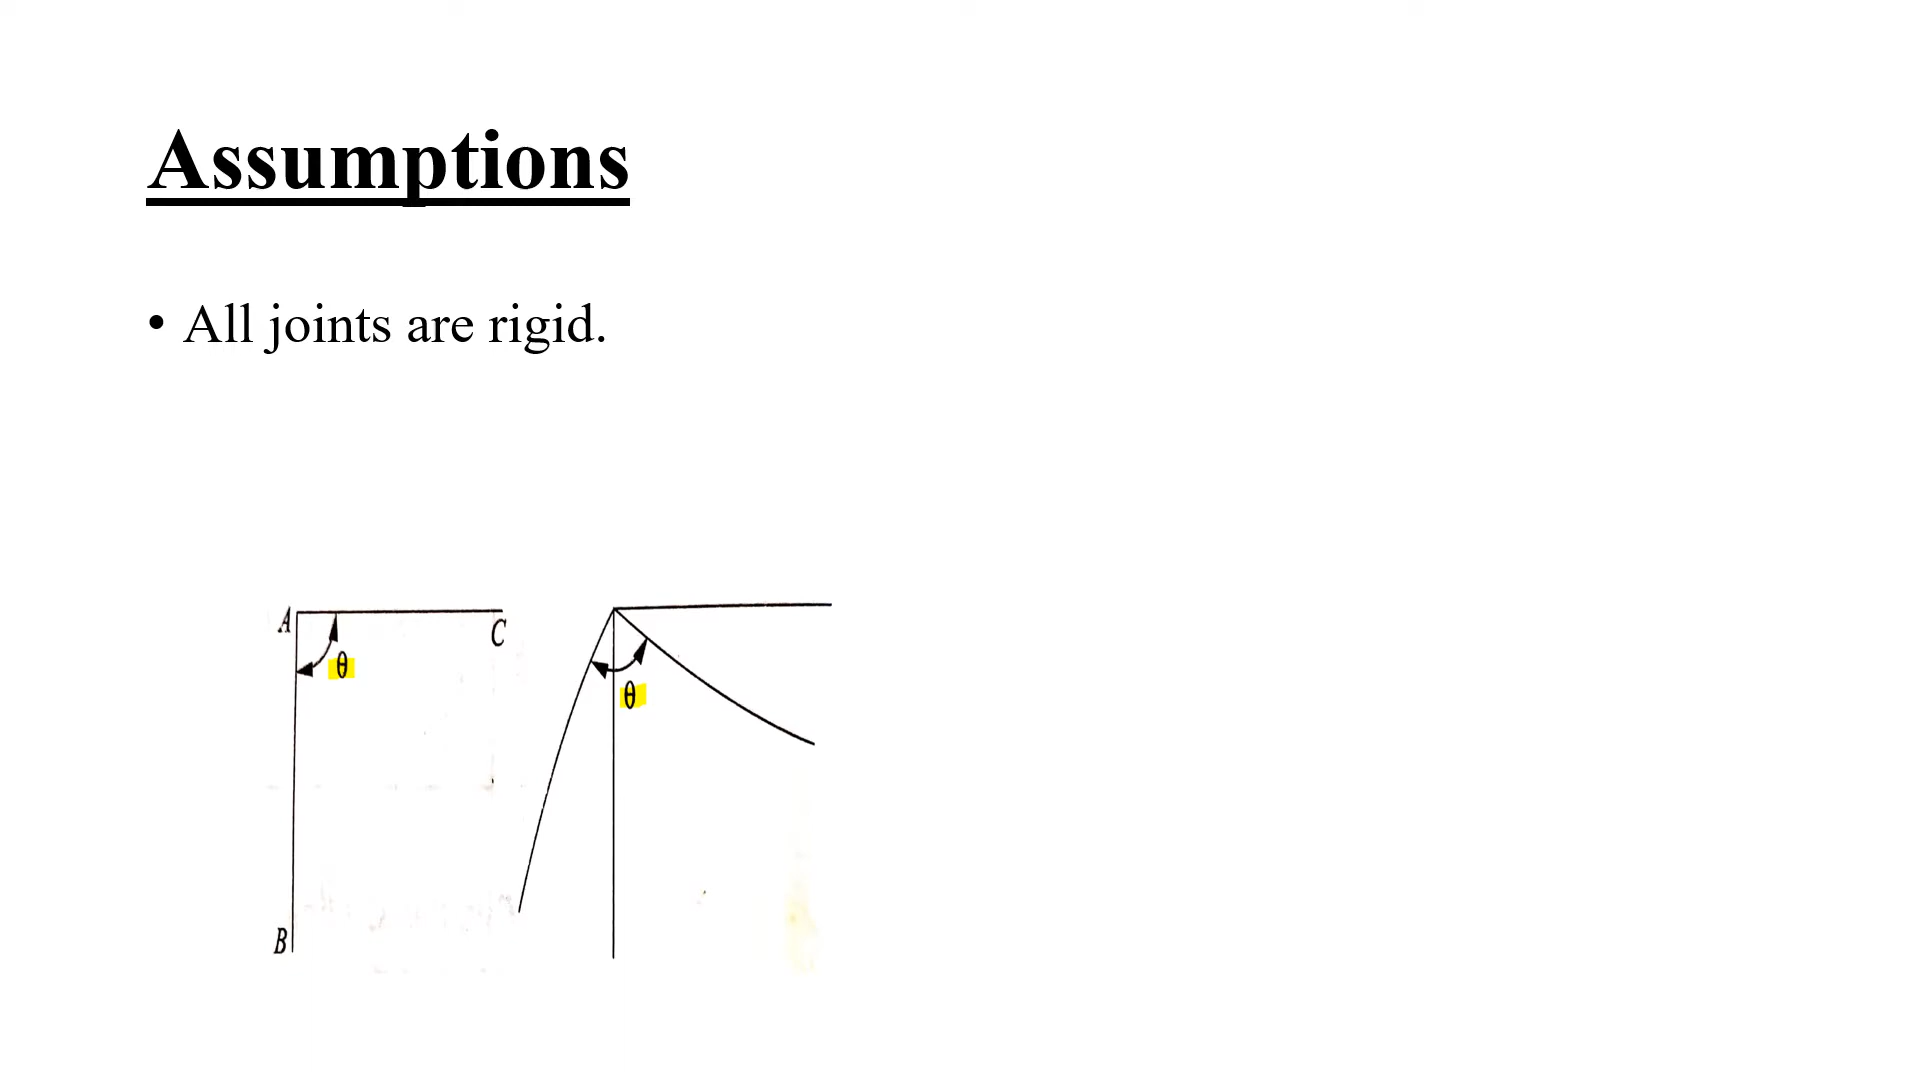 Assumptions
• All joints are rigid.
A
C
θ
θ
B